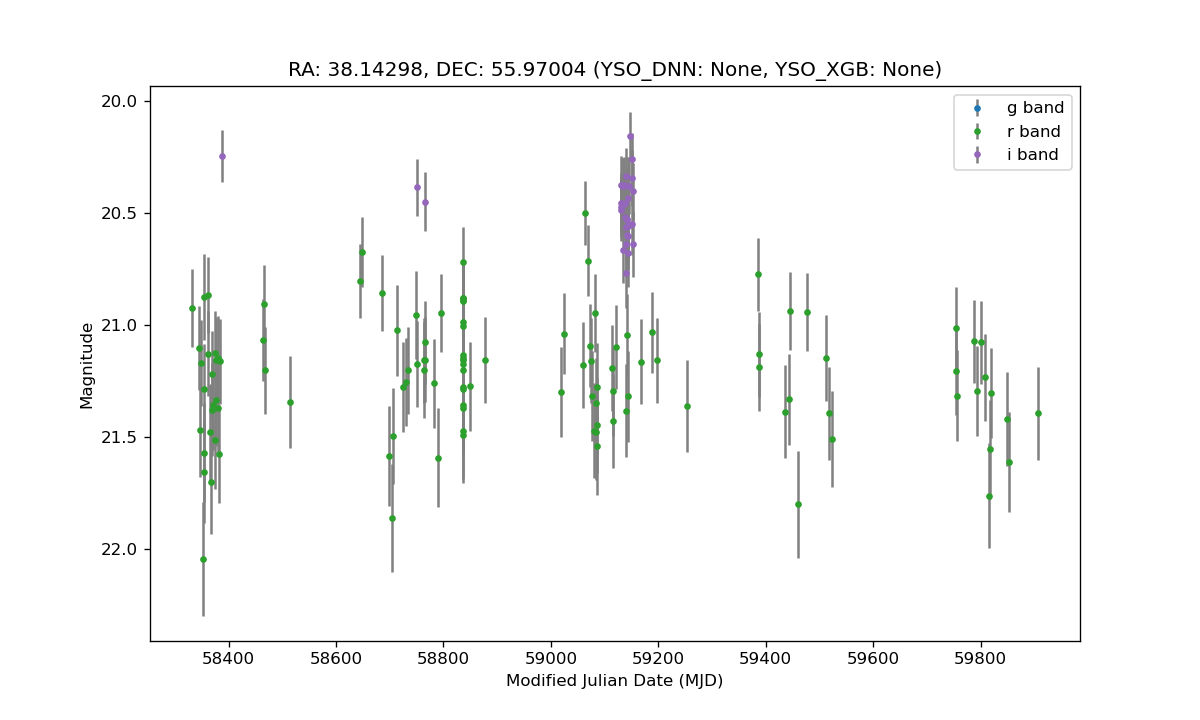 RA: 38.14298, DEC: 55.97004 (YSO_DNN: None, YSO_XGB: None)
g band
r band
i band
20.0
20.5
21.0
21.5
22.0
Magnitude
58400 58600 58800 59000 59200 59400 59600 59800
Modified Julian Date (MJD)